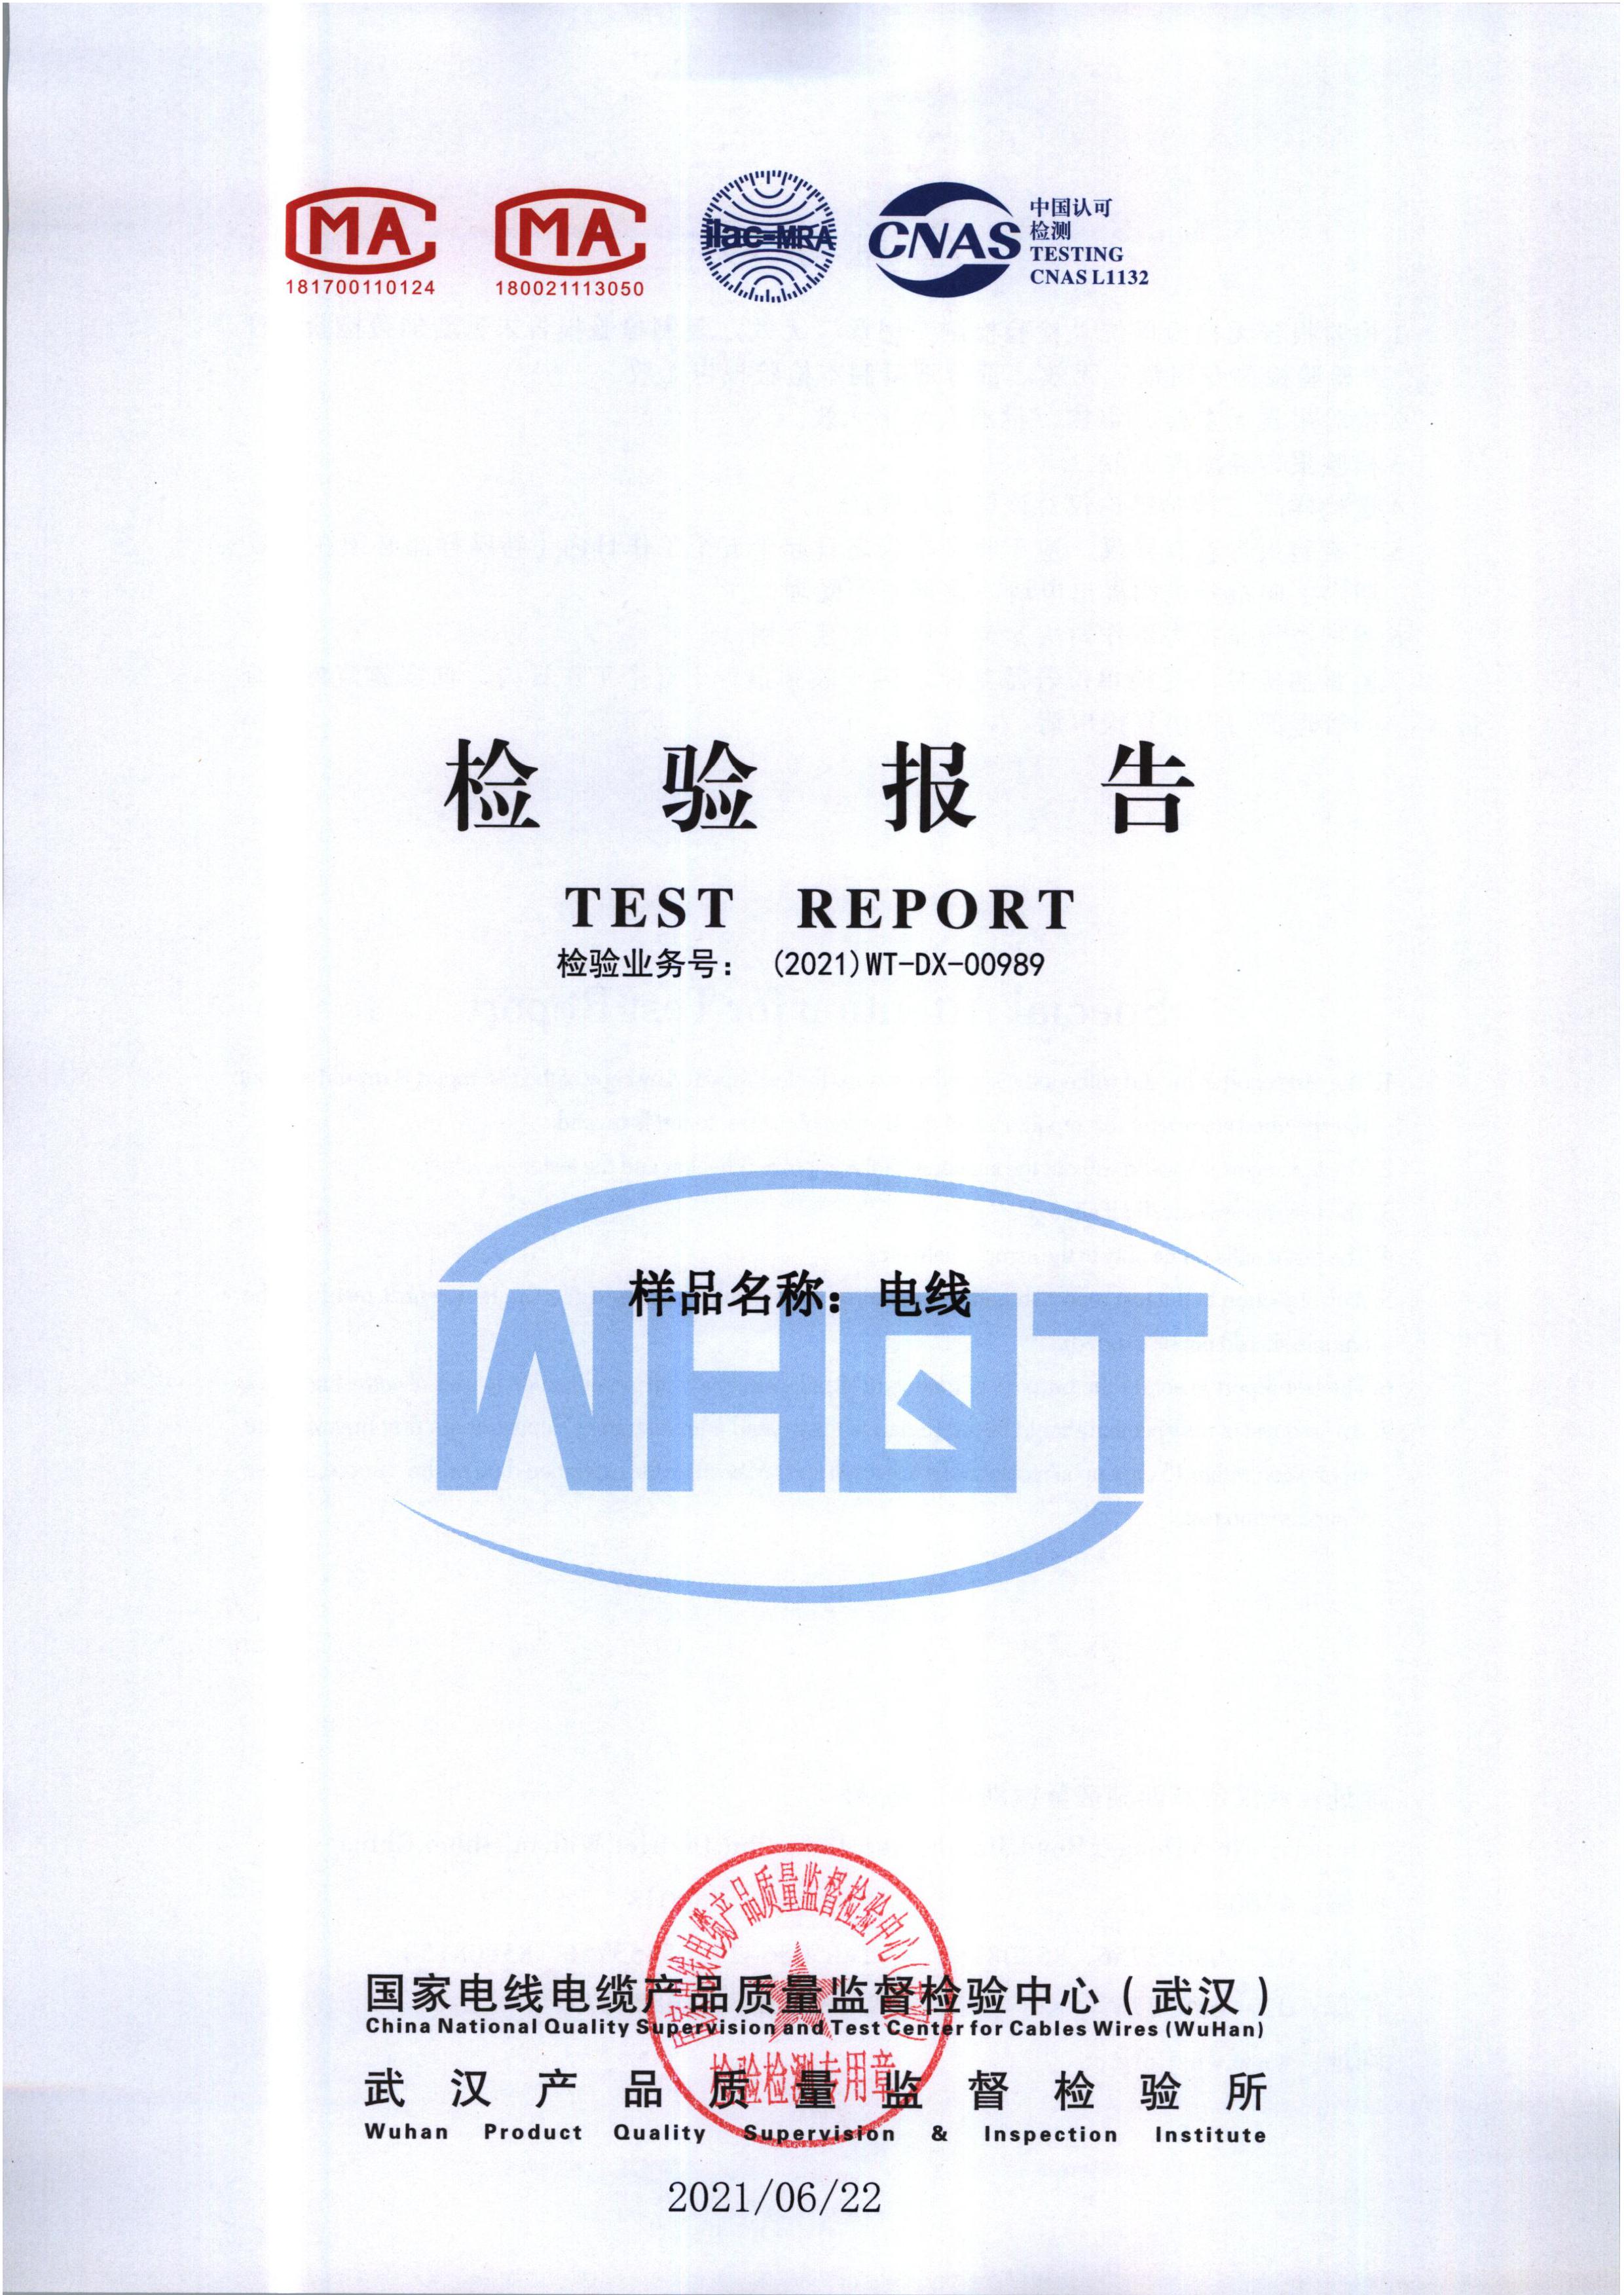 MA
181700110124
MA
180021113050
ilac-MRA
CNAS
中国认可
检测
TESTING
CNAS L1132
检验报告
TEST REPORT
检验业务号： (2021)WT-DX-00989
样品名称：电线
WHQT
国家电线电缆产品质量监督检验中心（武汉）
检验检测专用章
国家电线电缆产品质量监督检验中心（武汉）
China National Quality Supervision and Test Center for Cables Wires (WuHan)
武汉产品质量监督检验所
Wuhan Product Quality Supervision & Inspection Institute
2021/06/22